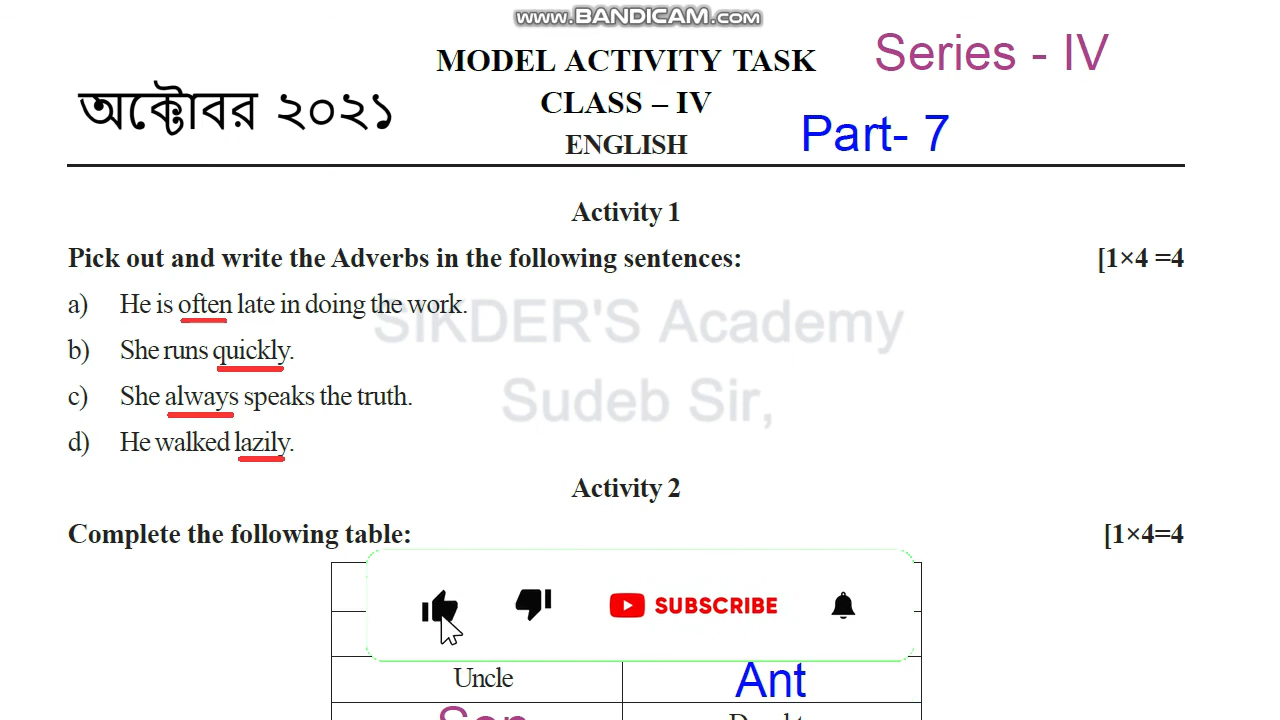 www.BANDICAM.com
MODEL ACTIVITY TASK
Series - IV
অক্টোবর ২০২১
CLASS – IV
ENGLISH
Part- 7
Activity 1
Pick out and write the Adverbs in the following sentences: [1×4 =4
a) He is often late in doing the work.
b) She runs quickly.
c) She always speaks the truth.
d) He walked lazily.
SIKDER'S Academy
Sudeb Sir,
Activity 2
Complete the following table: [1×4=4
SUBSCRIBE
Uncle Ant